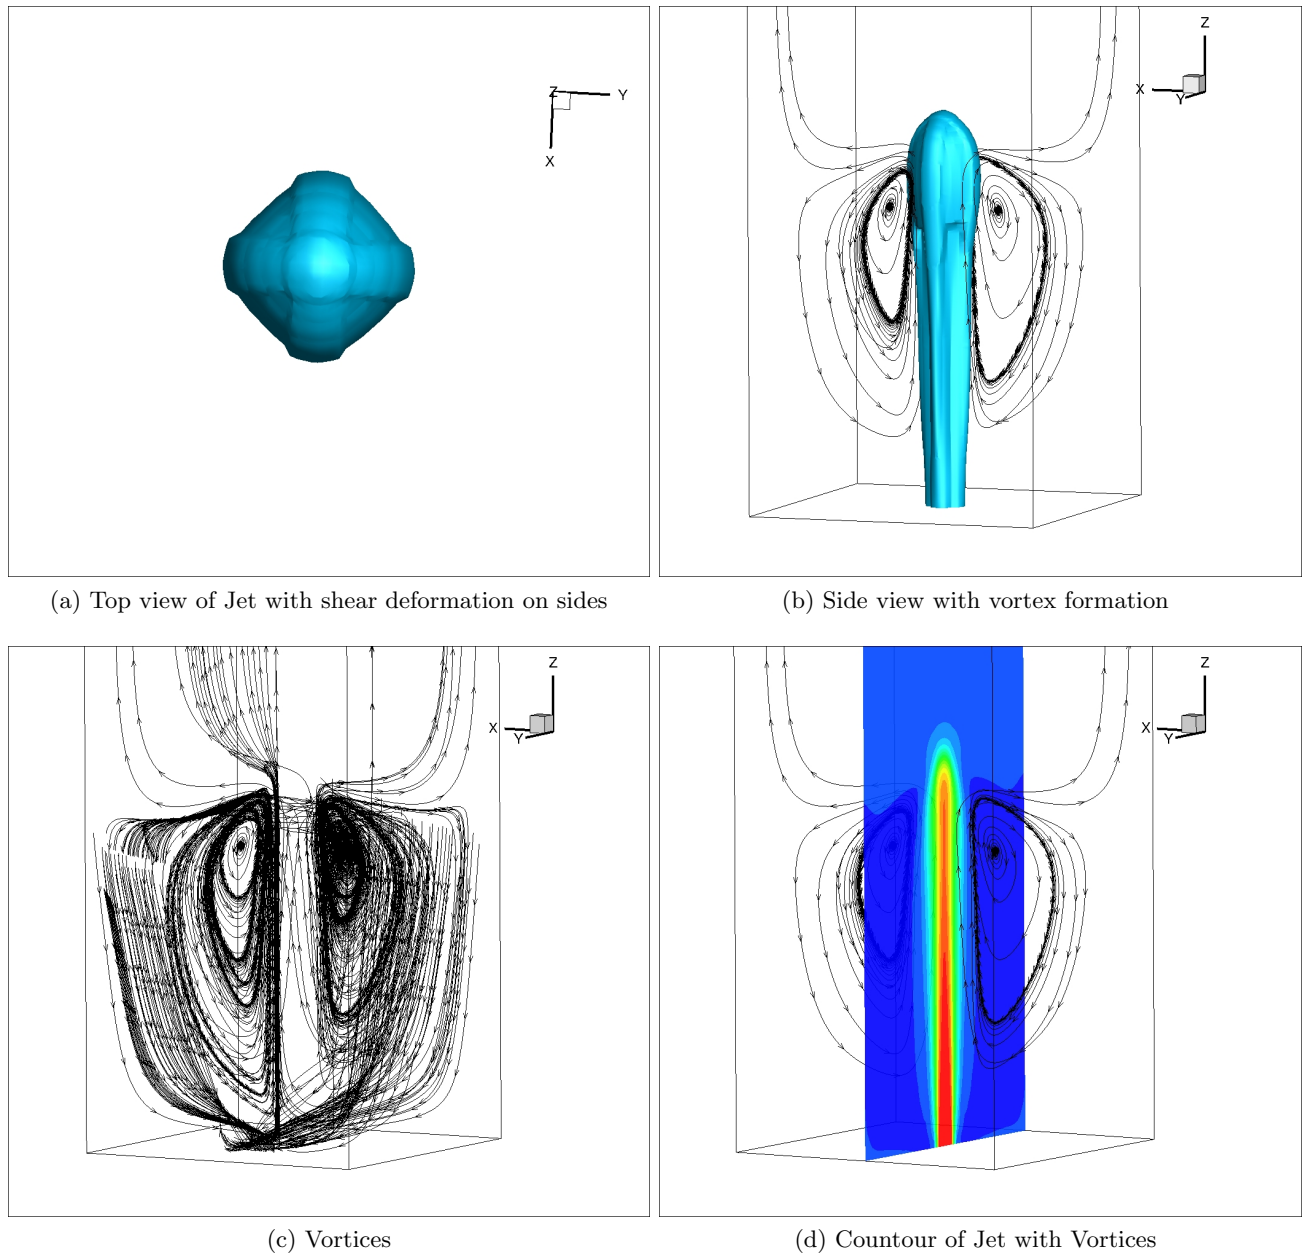 Z
Y
X
Z
X
Y
(a) Top view of Jet with shear deformation on sides
(b) Side view with vortex formation
Z
X
Y
Z
X
Y
(c) Vortices
(d) Countour of Jet with Vortices